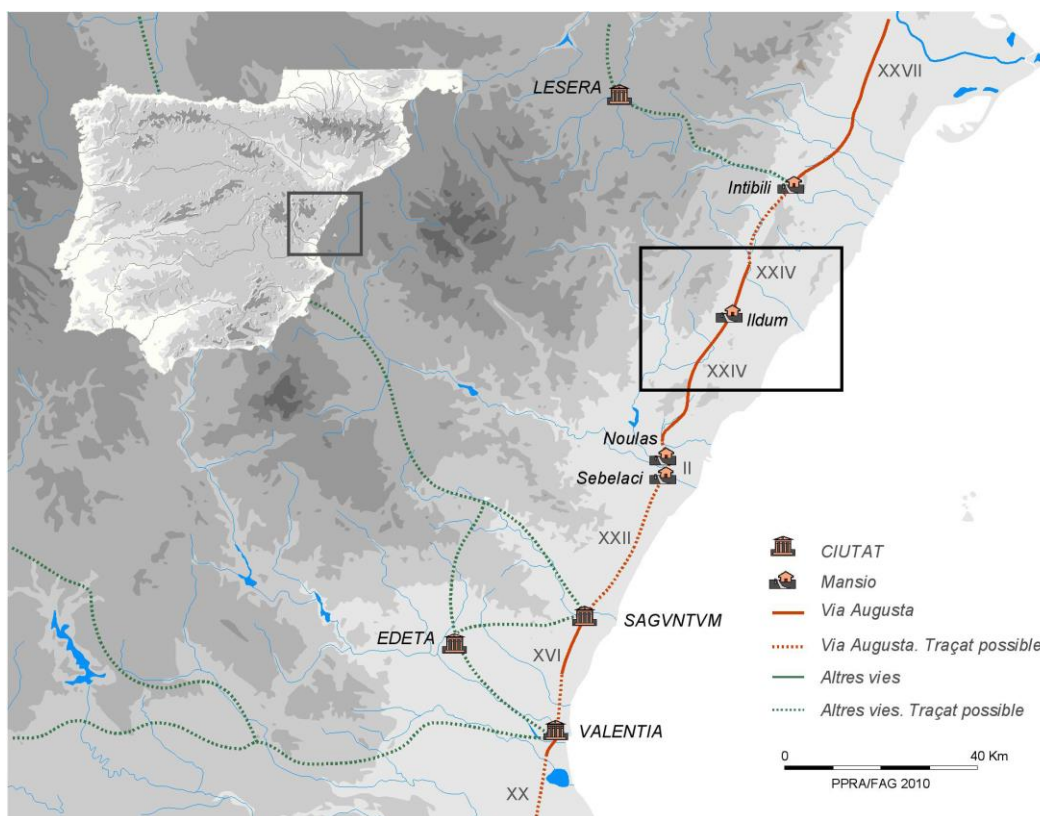 XXVII
LESERA
Intibili
XXIV
Ildum
XXIV
Noulas
II
Sebelaci
XXII
SAGVNTVM
EDETA
XVI
VALENTIA
XX
CIUTAT
Mansio
Via Augusta
Via Augusta. Traçat possible
Altres vies
Altres vies. Traçat possible
0 40 Km
PPRA/FAG 2010